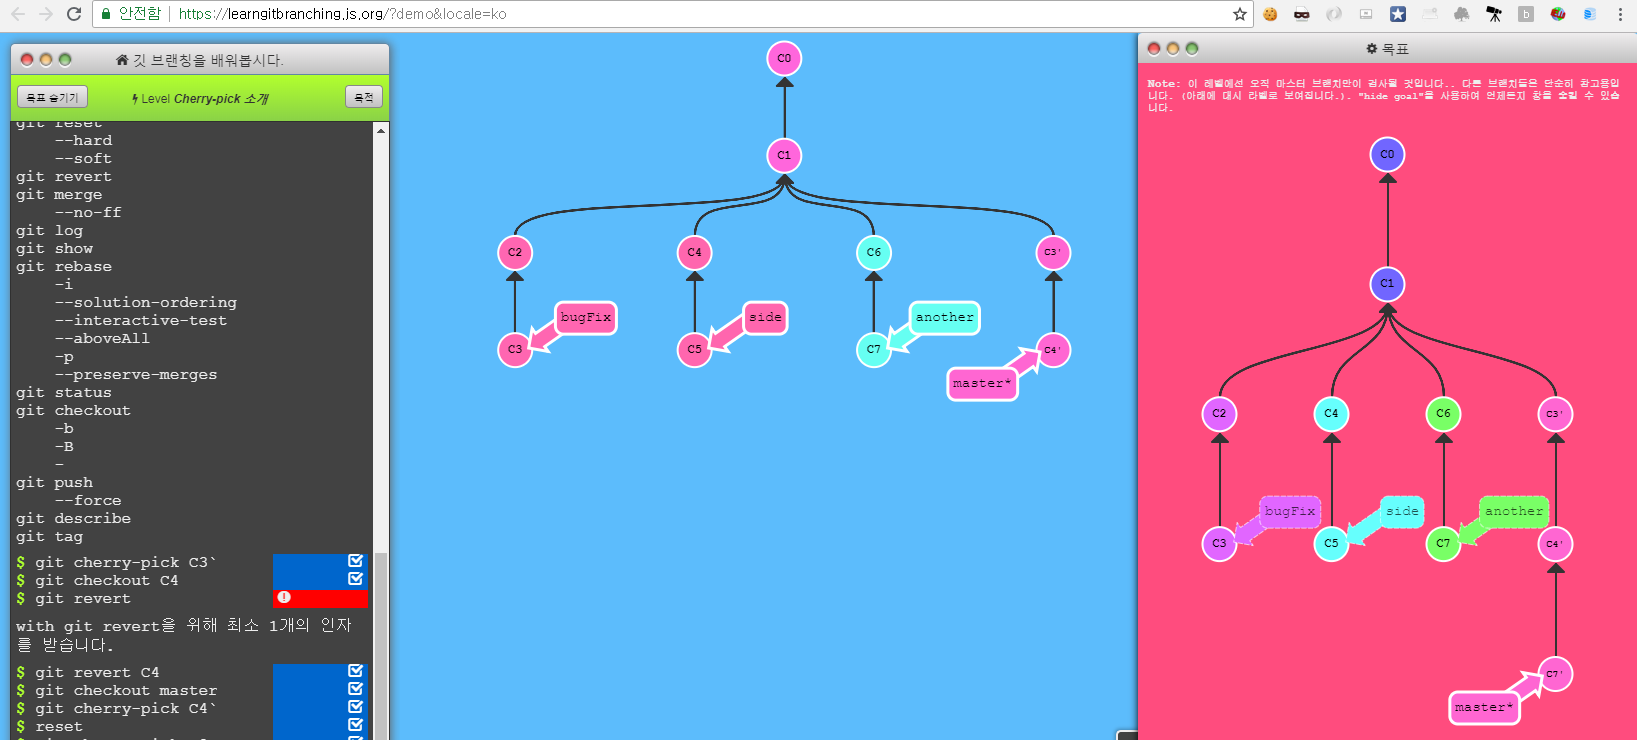 안전함
https://learngitbranching.js.org/?demo&locale=ko
깃 브랜칭을 배워봅시다.
목표 숨기기
Level Cherry-pick 소개
목적
git reset
--hard
--soft
git revert
git merge
--no-ff
git log
git show
git rebase
-i
--solution-ordering
--interactive-test
--aboveAll
-p
--preserve-merges
git status
git checkout
-b
-B
-
git push
--force
git describe
git tag
$ git cherry-pick C3`
$ git checkout C4
$ git revert
with git revert을 위해 최소 1개의 인자
를 받습니다.
$ git revert C4
$ git checkout master
$ git cherry-pick C4`
$ reset
C0
C1
C2
C4
C6
C3'
bugFix
side
another
C3
C5
C7
C4'
master*
목표
Note: 이 레벨에선 오직 마스터 브랜치만이 검사될 것입니다.. 다른 브랜치들은 단순히 참고용입
니다. (아래에 대시 라벨로 보여집니다.). "hide goal"을 사용하여 언제든지 창을 숨길 수 있습
니다.
C0
C1
C2
C4
C6
C3'
bugFix
side
another
C3
C5
C7
C4'
C7'
master*